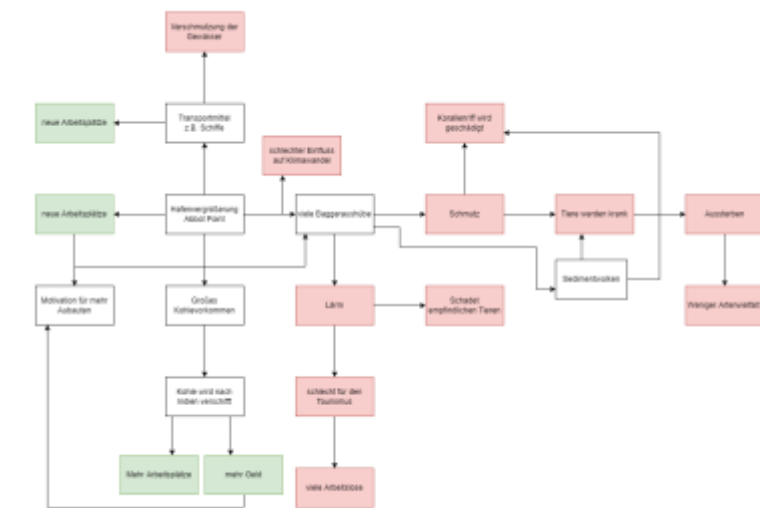 Verschmutzung der
Gewässer
neue Arbeitsplätze
Transportmittel
z.B. Schiffe
Korallenriff wird
geschädigt
schlechter Einfluss
auf Klimawandel
neue Arbeitsplätze
Hafenvergrößerung
Abbot Point
viele Baggeraushübe
Schmutz
Tiere werden krank
Aussterben
Sedimentwolken
Motivation für mehr
Großes
Kohlevorkommen
Lärm
Schadet
empfindlichen Tieren
Weniger Artenvielfalt
Kohle wird nach
Indien verschifft
schlecht für den
Tourismus
Mehr Arbeitsplätze
mehr Geld
viele Arbeitslose